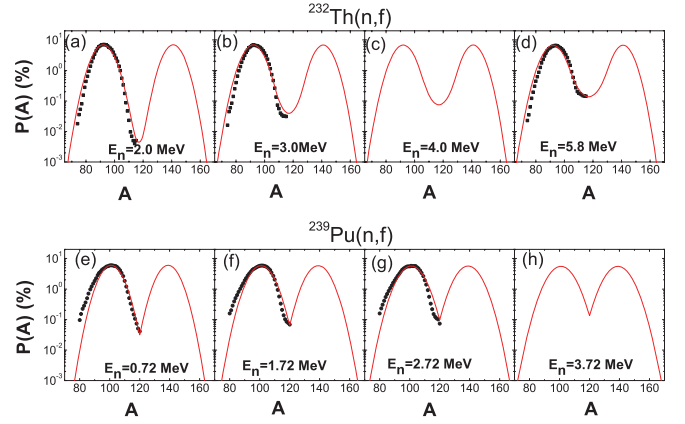 ²³²Th(n,f)
(a) (b) (c) (d)
10¹
10⁰
10⁻¹
10⁻²
10⁻³
P(A) (%)
Eₙ=2.0 MeV Eₙ=3.0MeV Eₙ=4.0 MeV Eₙ=5.8 MeV
80 100 120 140 160 80 100 120 140 160 80 100 120 140 160 80 100 120 140 160
A A A A
²³⁹Pu(n,f)
(e) (f) (g) (h)
10¹
10⁰
10⁻¹
10⁻²
10⁻³
P(A) (%)
Eₙ=0.72 MeV Eₙ=1.72 MeV Eₙ=2.72 MeV Eₙ=3.72 MeV
80 100 120 140 160 80 100 120 140 160 80 100 120 140 160 80 100 120 140 160
A A A A